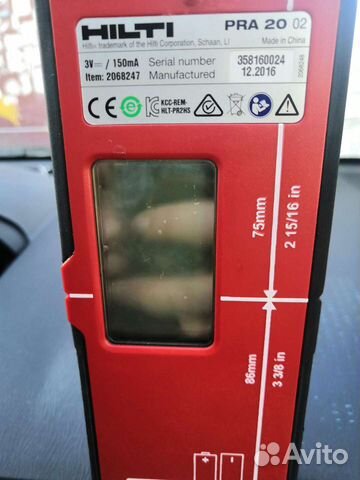 HILTI PRA 20 02
Hilti= trademark of the Hilti Corporation, Schaan, LI Made in China
3V⎓ / 150mA Serial number 358160024
Item: 2068247 Manufactured 12.2016
2068248
CE KCC-REM-
HLT-PR2HS
75mm
2 15/16 in
86mm
3 3/8 in
+ -
Avito